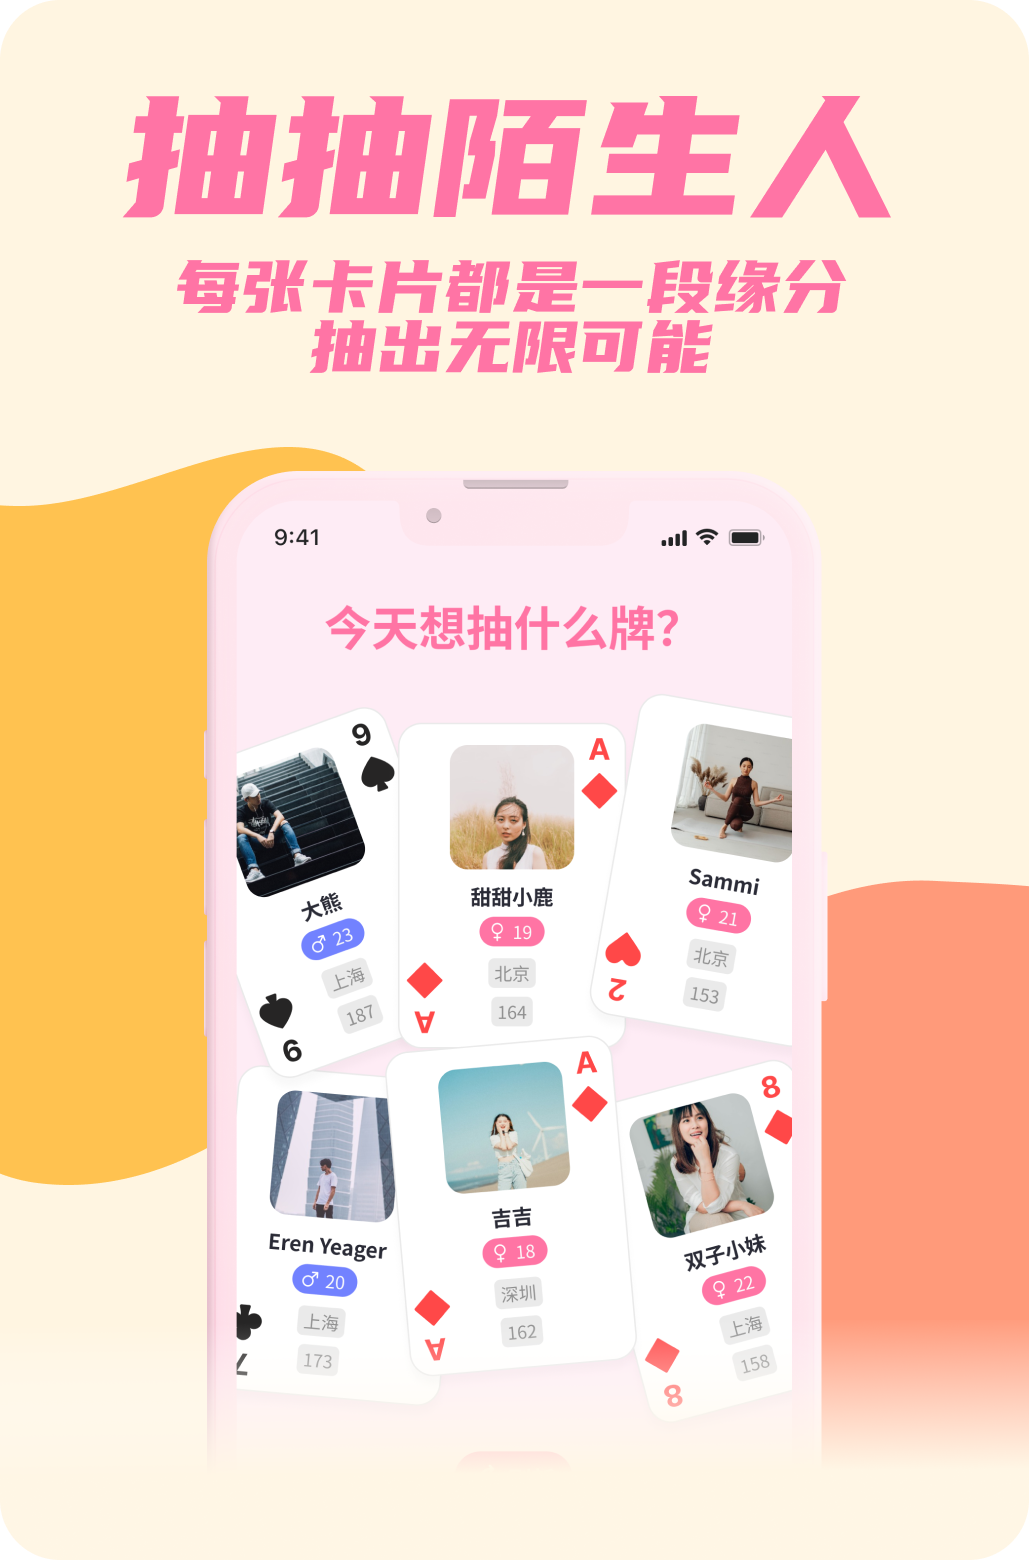 抽抽陌生人
每张卡片都是一段缘分
抽出无限可能
9:41
今天想抽什么牌?
9
大熊
♂ 23
上海
187
9
A
甜甜小鹿
♀ 19
北京
164
A
Sammi
♀ 21
北京
153
2
Eren Yeager
♂ 20
上海
173
7
A
吉吉
♀ 18
深圳
162
A
8
双子小妹
♀ 22
上海
158
8